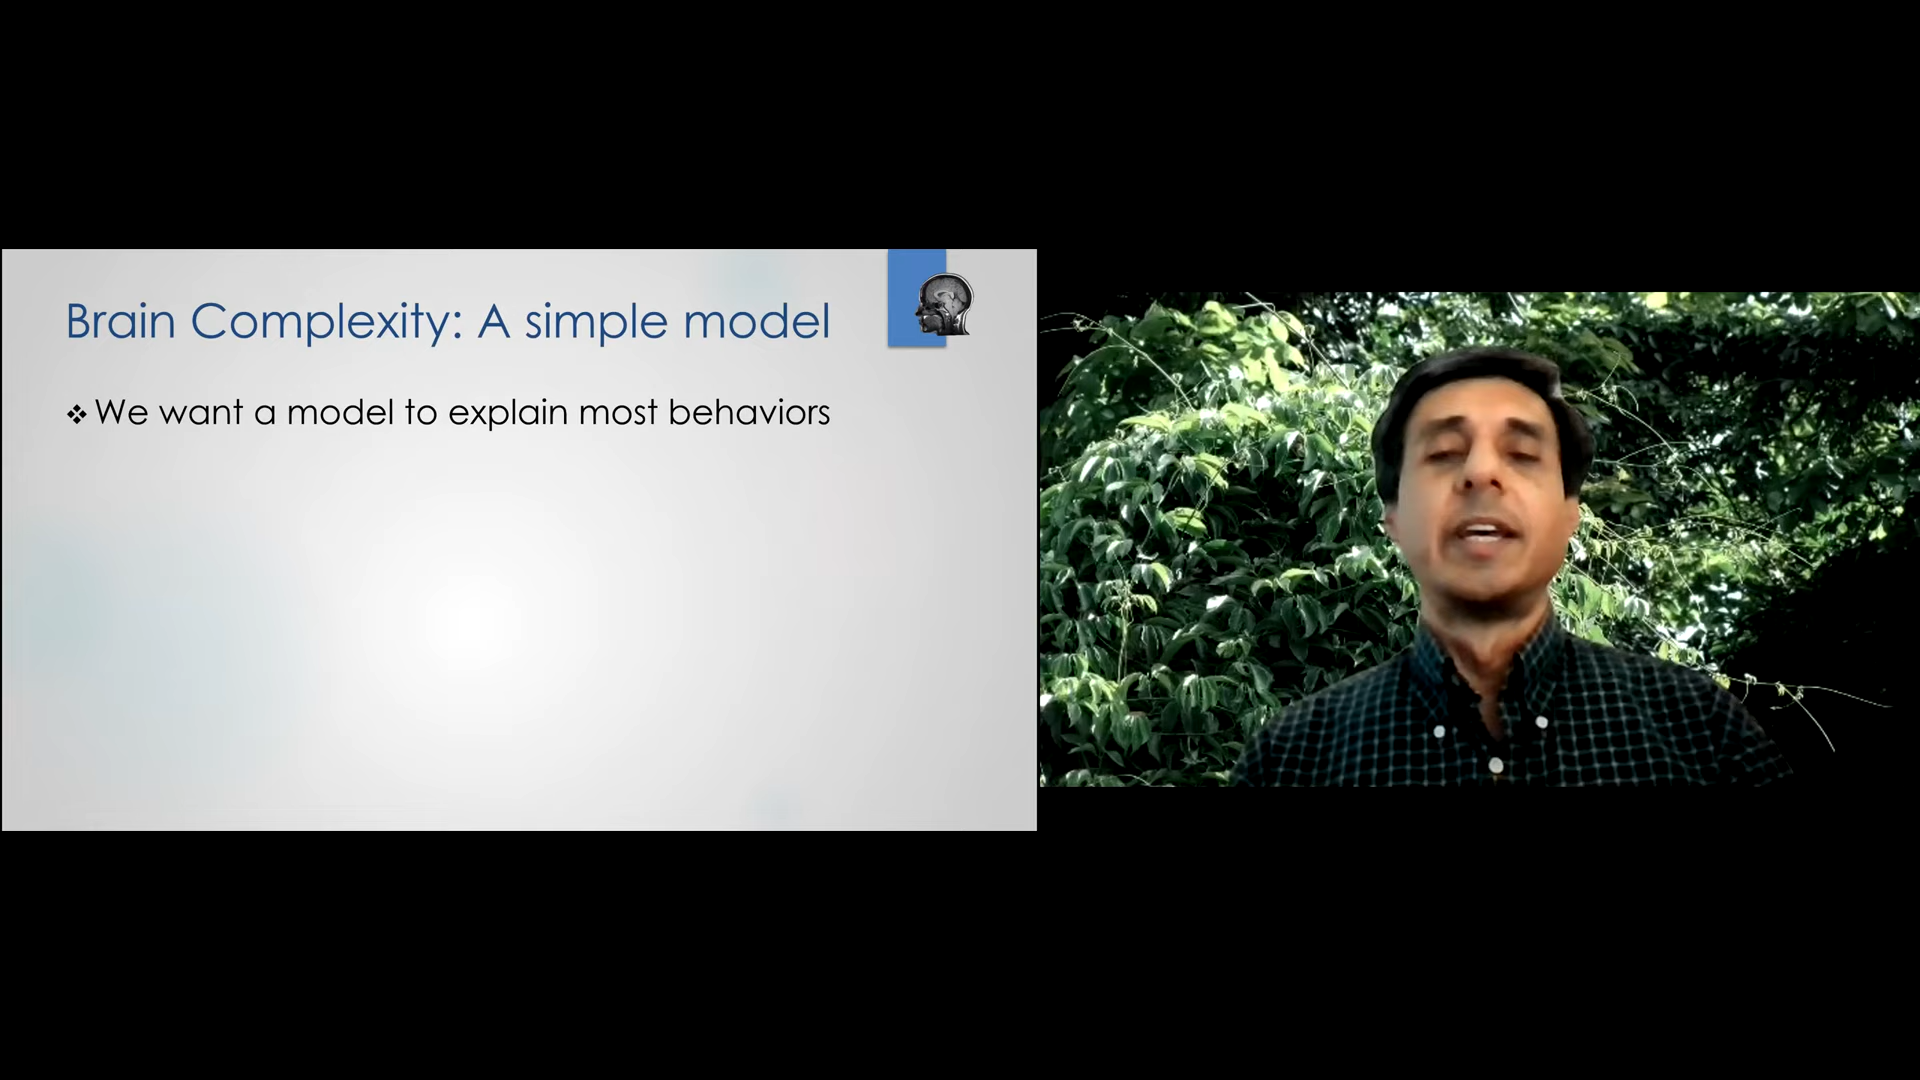 Brain Complexity: A simple model
❖ We want a model to explain most behaviors